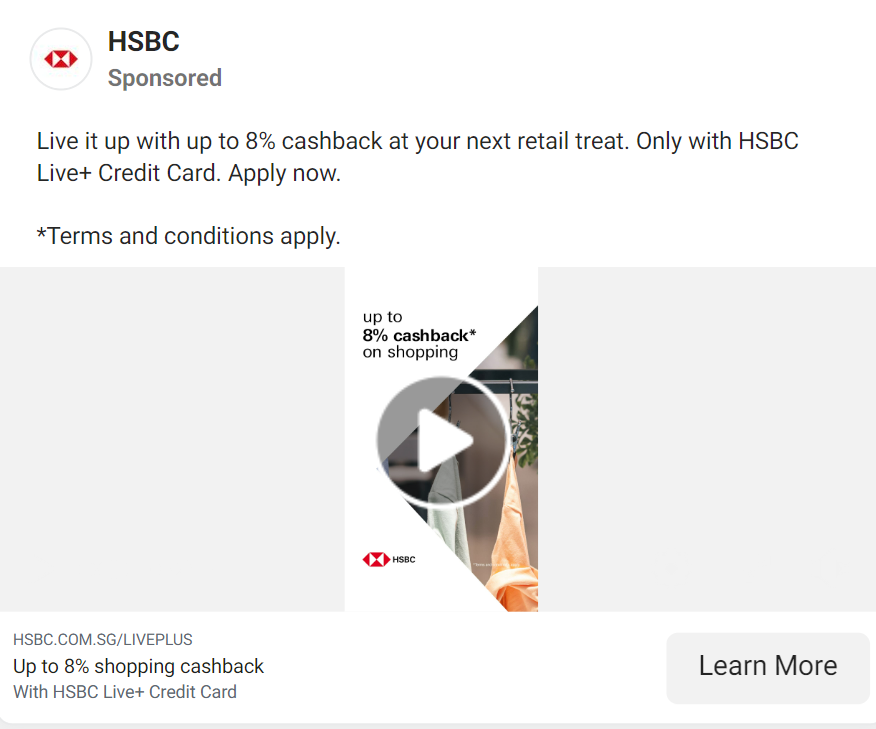 HSBC
Sponsored
Live it up with up to 8% cashback at your next retail treat. Only with HSBC
Live+ Credit Card. Apply now.
*Terms and conditions apply.
up to
8% cashback*
on shopping
HSBC
HSBC.COM.SG/LIVEPLUS
Up to 8% shopping cashback
With HSBC Live+ Credit Card
Learn More